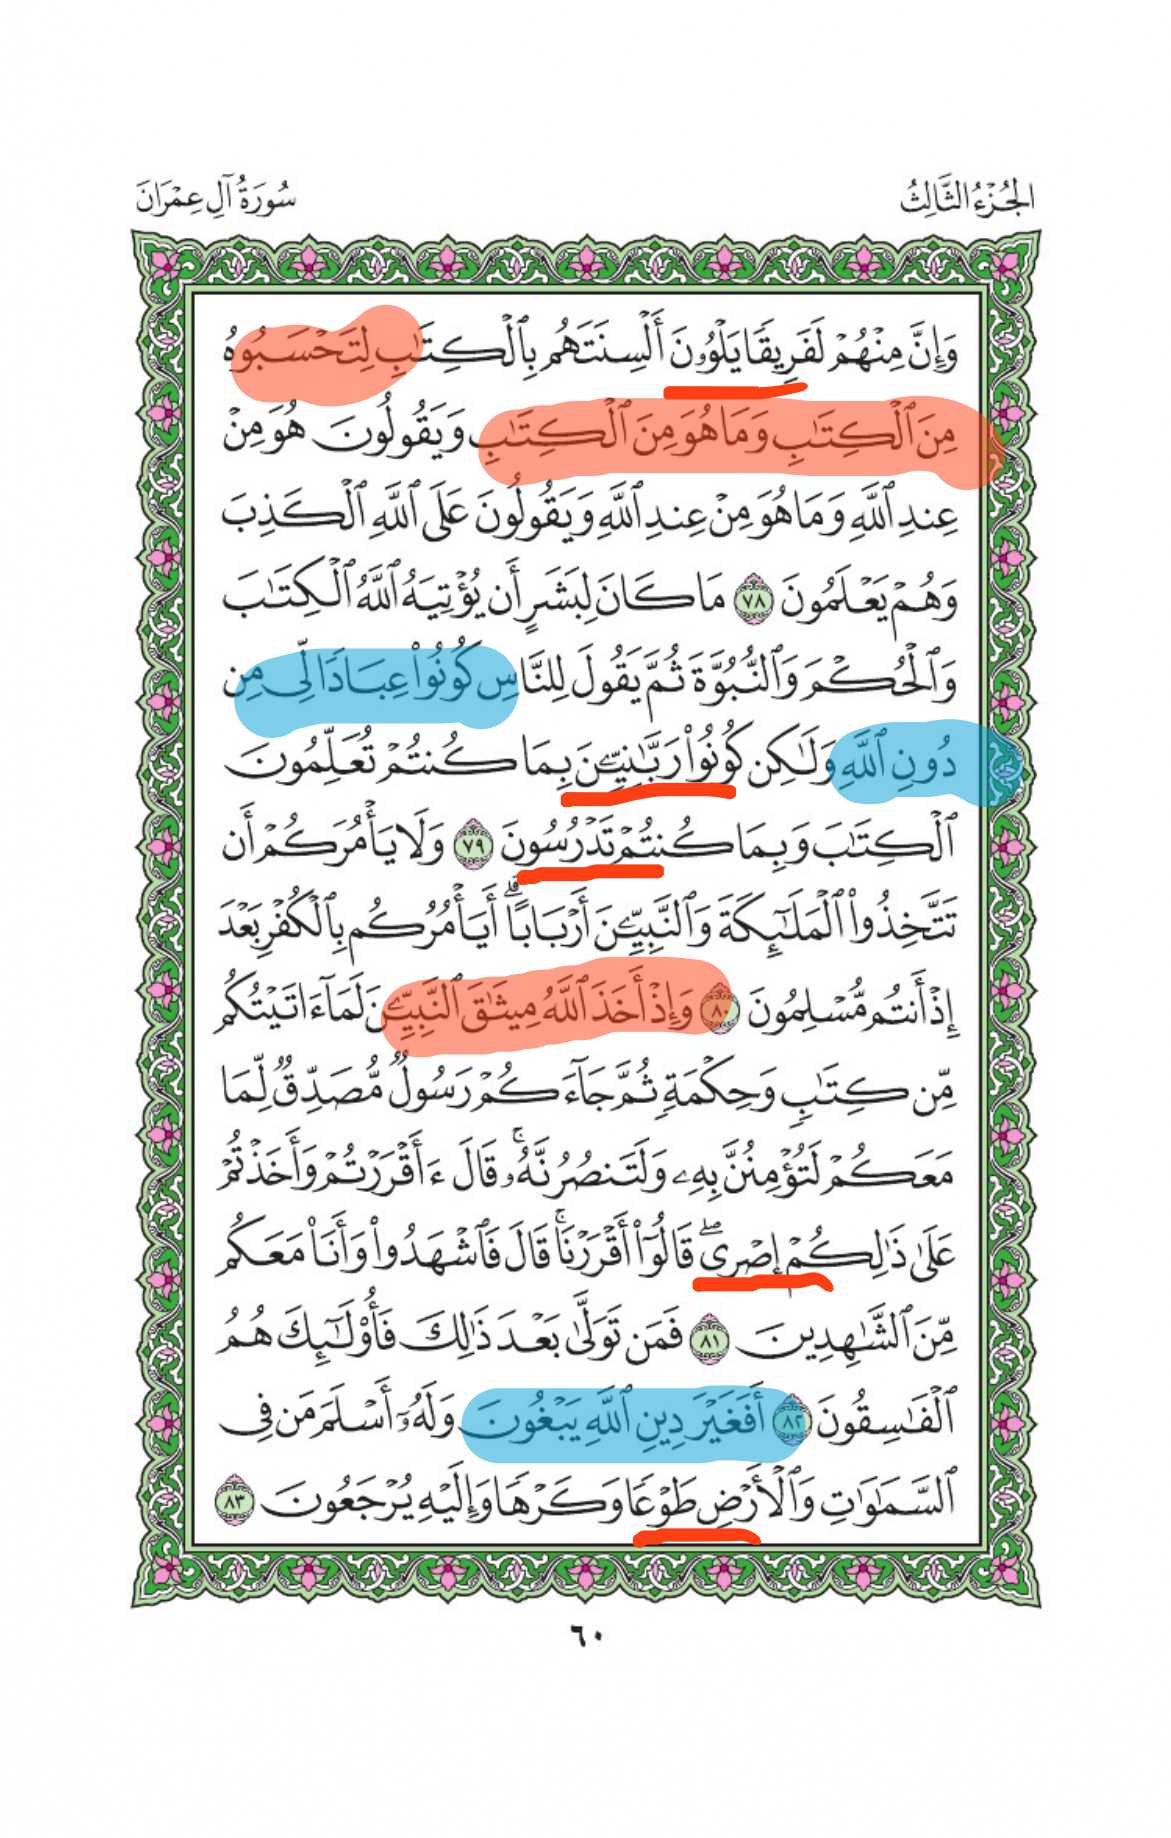 الجُزْءُ الثَّالِثُ
سُورَةُ آلِ عِمْرَانَ
وَإِنَّ مِنْهُمْ لَفَرِيقًا يَلْوُۥنَ أَلْسِنَتَهُم بِٱلْكِتَـٰبِ لِتَحْسَبُوهُ
مِنَ ٱلْكِتَـٰبِ وَمَا هُوَ مِنَ ٱلْكِتَـٰبِ وَيَقُولُونَ هُوَ مِنْ
عِندِ ٱللَّهِ وَمَا هُوَ مِنْ عِندِ ٱللَّهِ وَيَقُولُونَ عَلَى ٱللَّهِ ٱلْكَذِبَ
وَهُمْ يَعْلَمُونَ ٧٨ مَا كَانَ لِبَشَرٍ أَن يُؤْتِيَهُ ٱللَّهُ ٱلْكِتَـٰبَ
وَٱلْحُكْمَ وَٱلنُّبُوَّةَ ثُمَّ يَقُولَ لِلنَّاسِ كُونُوا۟ عِبَادًا لِّى مِن
دُونِ ٱللَّهِ وَلَـٰكِن كُونُوا۟ رَبَّـٰنِيِّـۧنَ بِمَا كُنتُمْ تُعَلِّمُونَ
ٱلْكِتَـٰبَ وَبِمَا كُنتُمْ تَدْرُسُونَ ٧٩ وَلَا يَأْمُرَكُمْ أَن
تَتَّخِذُوا۟ ٱلْمَلَـٰٓئِكَةَ وَٱلنَّبِيِّـۧنَ أَرْبَابًا ۗ أَيَأْمُرُكُم بِٱلْكُفْرِ بَعْدَ
إِذْ أَنتُم مُّسْلِمُونَ ٨٠ وَإِذْ أَخَذَ ٱللَّهُ مِيثَـٰقَ ٱلنَّبِيِّـۧنَ لَمَآ ءَاتَيْتُكُم
مِّن كِتَـٰبٍ وَحِكْمَةٍ ثُمَّ جَآءَكُمْ رَسُولٌ مُّصَدِّقٌ لِّمَا
مَعَكُمْ لَتُؤْمِنُنَّ بِهِۦ وَلَتَنصُرُنَّهُۥ ۚ قَالَ ءَأَقْرَرْتُمْ وَأَخَذْتُمْ
عَلَىٰ ذَٰلِكُمْ إِصْرِى ۖ قَالُوٓا۟ أَقْرَرْنَا ۚ قَالَ فَٱشْهَدُوا۟ وَأَنَا۠ مَعَكُم
مِّنَ ٱلشَّـٰهِدِينَ ٨١ فَمَن تَوَلَّىٰ بَعْدَ ذَٰلِكَ فَأُو۟لَـٰٓئِكَ هُمُ
ٱلْفَـٰسِقُونَ ٨٢ أَفَغَيْرَ دِينِ ٱللَّهِ يَبْغُونَ وَلَهُۥٓ أَسْلَمَ مَن فِى
ٱلسَّمَـٰوَٰتِ وَٱلْأَرْضِ طَوْعًا وَكَرْهًا وَإِلَيْهِ يُرْجَعُونَ ٨٣
٦٠